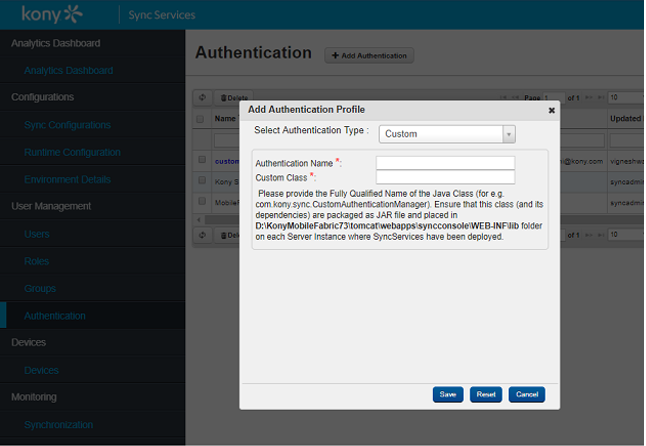 kony Sync Services
Analytics Dashboard
Analytics Dashboard
Configurations
Sync Configurations
Runtime Configuration
Environment Details
User Management
Users
Roles
Groups
Authentication
Devices
Devices
Monitoring
Synchronization
Authentication
+ Add Authentication
Delete
Page 1 of 1 10
Name
Updated
custom
i@kony.com vigneshwa
Kony S
syncadmi
MobileF
syncadmi
Del
of 1 10
Add Authentication Profile
Select Authentication Type : Custom
Authentication Name *:
Custom Class *:
Please provide the Fully Qualified Name of the Java Class (for e.g.
com.kony.sync.CustomAuthenticationManager). Ensure that this class (and its
dependencies) are packaged as JAR file and placed in
D:\KonyMobileFabric73\tomcat\webapps\syncconsole\WEB-INF\lib folder
on each Server Instance where SyncServices have been deployed.
Save Reset Cancel